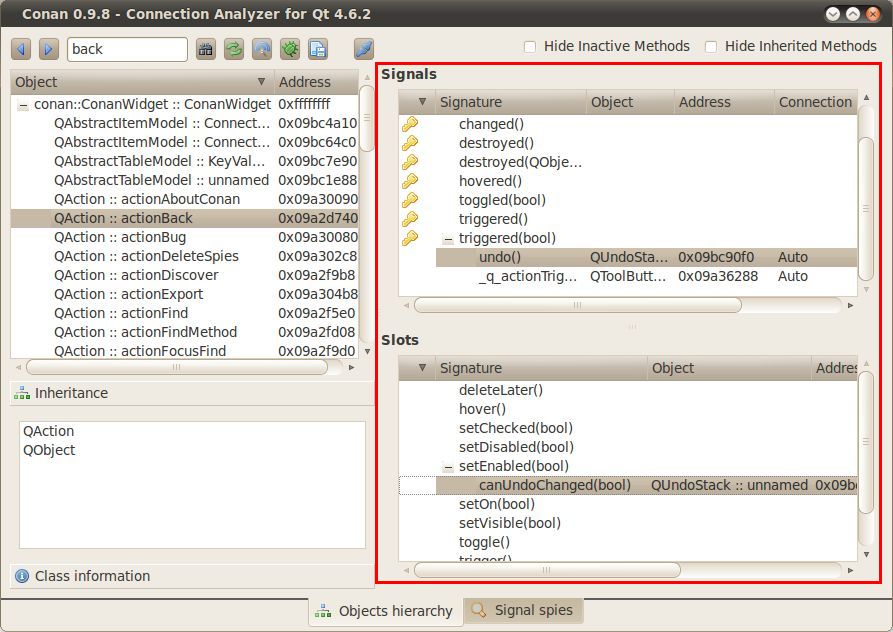 Conan 0.9.8 - Connection Analyzer for Qt 4.6.2
back
Hide Inactive Methods
Hide Inherited Methods
Object Address
conan::ConanWidget :: ConanWidget 0xffffffff
QAbstractItemModel :: Connect... 0x09bc4a10
QAbstractItemModel :: Connect... 0x09bc64c0
QAbstractTableModel :: KeyVal... 0x09bc7e90
QAbstractTableModel :: unnamed 0x09bc1e88
QAction :: actionAboutConan 0x09a30090
QAction :: actionBack 0x09a2d740
QAction :: actionBug 0x09a30080
QAction :: actionDeleteSpies 0x09a302c8
QAction :: actionDiscover 0x09a2f9b8
QAction :: actionExport 0x09a304b8
QAction :: actionFind 0x09a2f5e0
QAction :: actionFindMethod 0x09a2fd08
QAction :: actionFocusFind 0x09a2f9d0
Inheritance
QAction
QObject
Class information
Signals
Signature Object Address Connection
changed()
destroyed()
destroyed(QObje...
hovered()
toggled(bool)
triggered()
triggered(bool)
undo() QUndoSta... 0x09bc90f0 Auto
_q_actionTrig... QToolButt... 0x09a36288 Auto
Slots
Signature Object Addres
deleteLater()
hover()
setChecked(bool)
setDisabled(bool)
setEnabled(bool)
canUndoChanged(bool) QUndoStack :: unnamed 0x09b
setOn(bool)
setVisible(bool)
toggle()
trigger()
Objects hierarchy
Signal spies